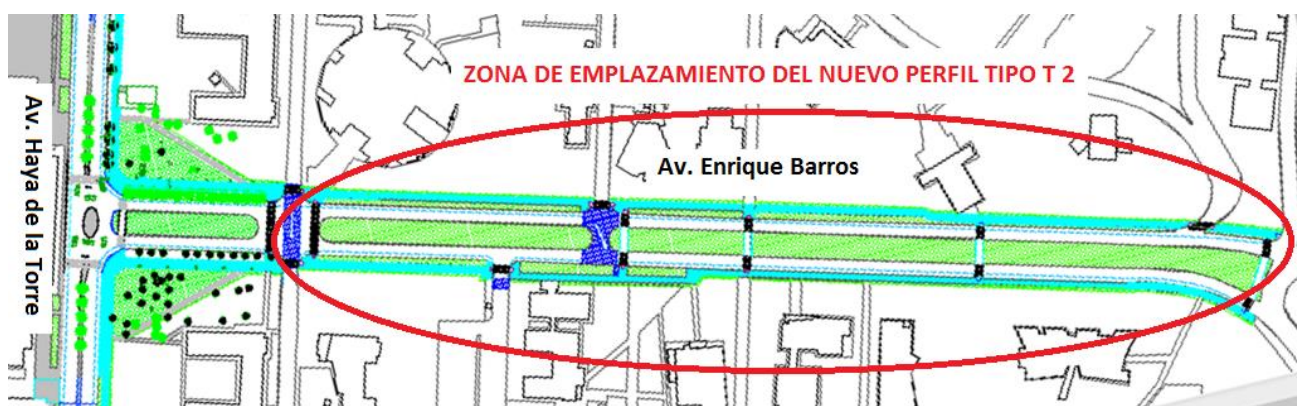 ZONA DE EMPLAZAMIENTO DEL NUEVO PERFIL TIPO T 2
Av. Enrique Barros
Av. Haya de la Torre